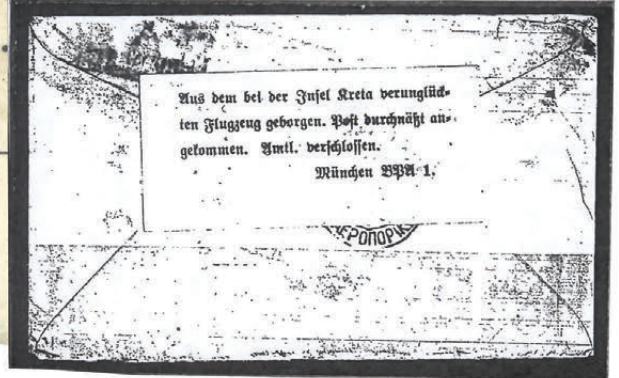 Aus dem bei der Insel Kreta verunglück-
ten Flugzeug geborgen. Post durchnäßt an-
gekommen. Amtl. verschlossen.
München BPA 1.
ΕΡΟΠΟΡΙΚ